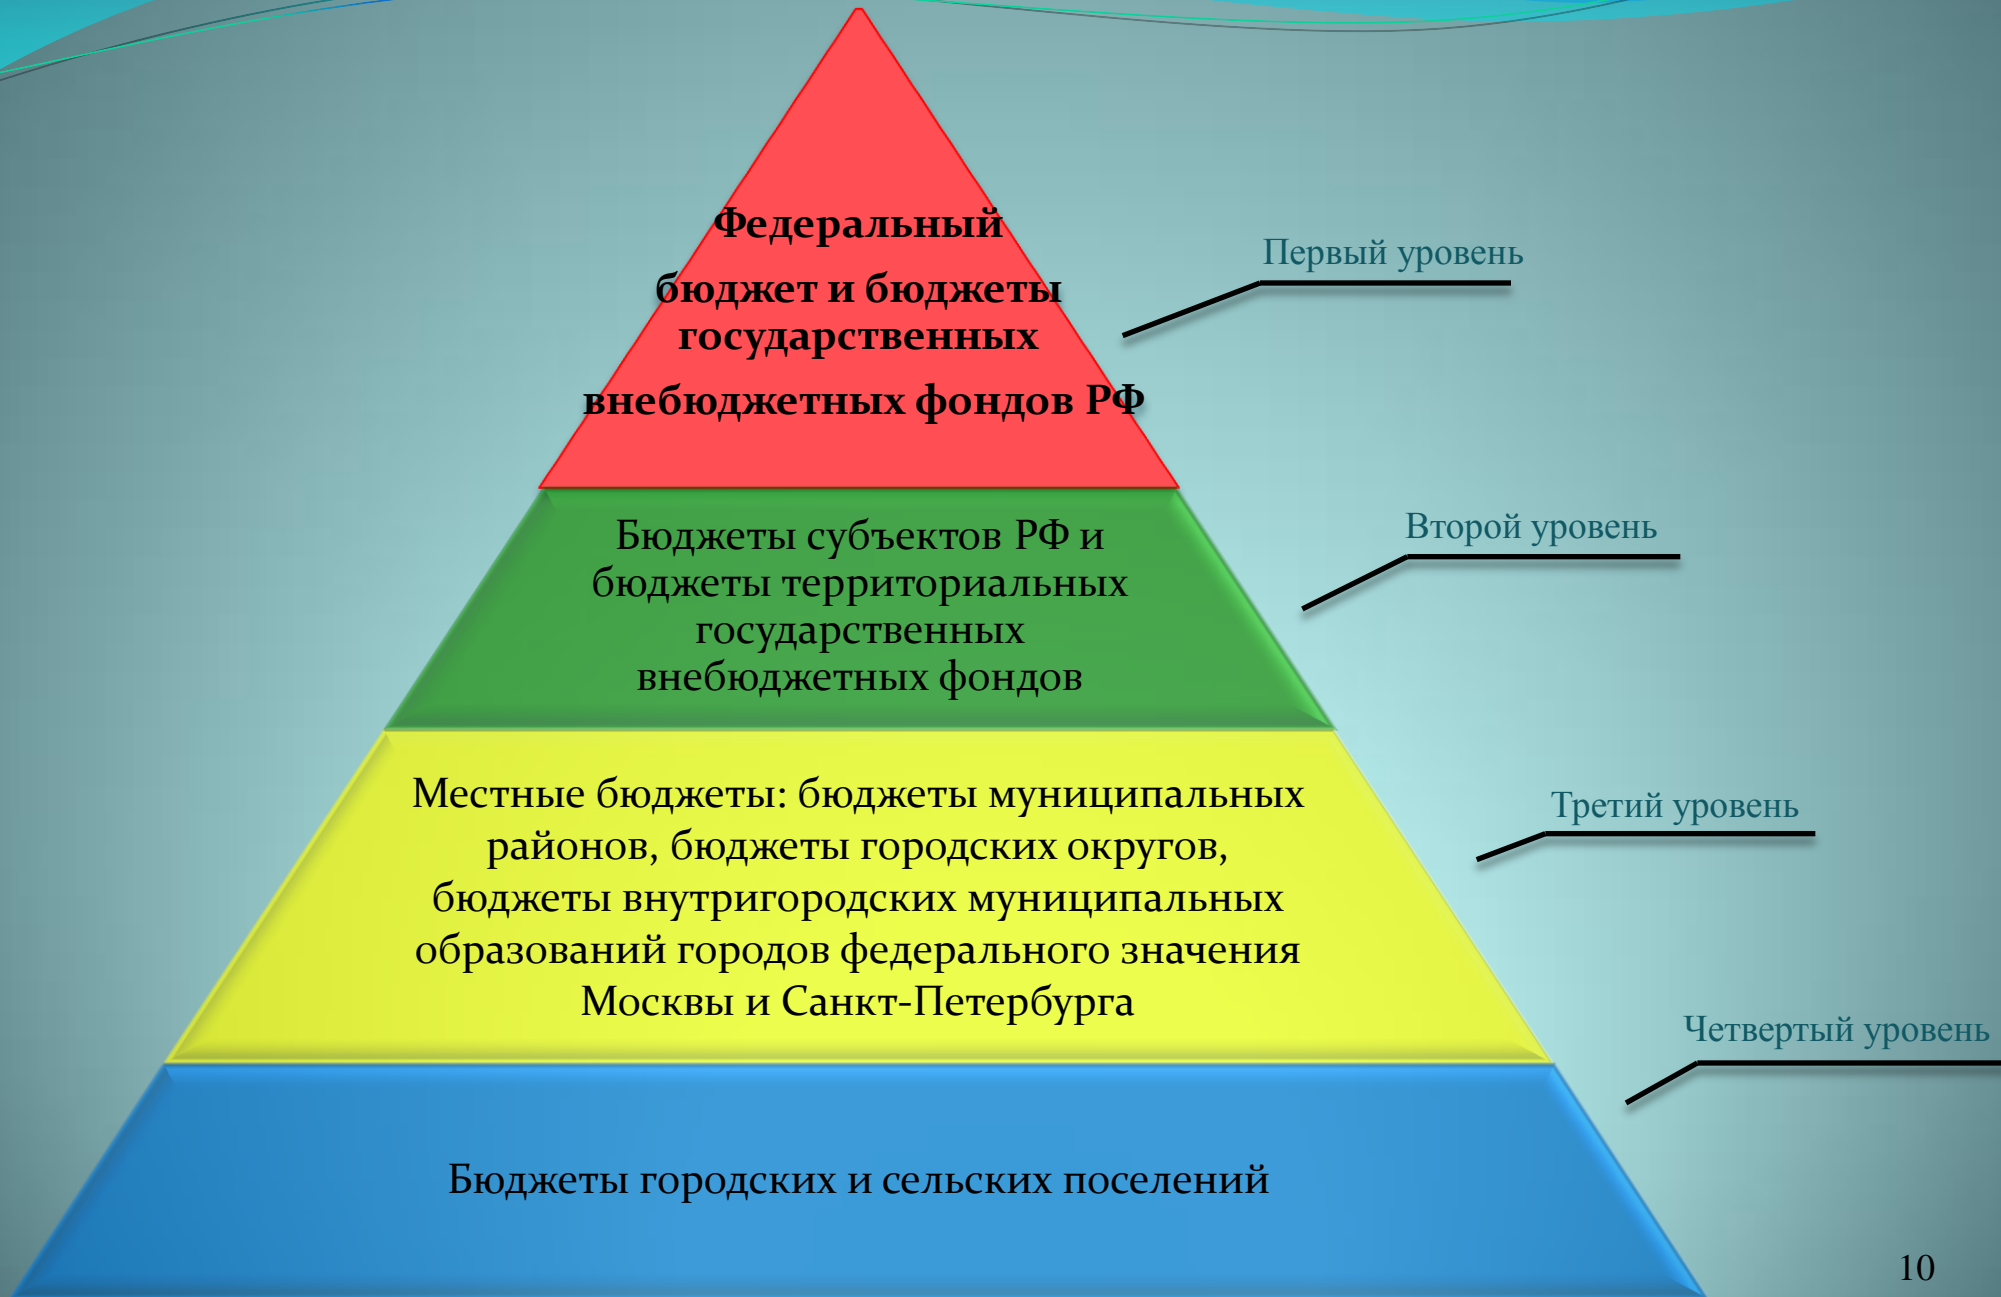 Федеральный
бюджет и бюджеты
государственных
внебюджетных фондов РФ
Первый уровень
Бюджеты субъектов РФ и
бюджеты территориальных
государственных
внебюджетных фондов
Второй уровень
Местные бюджеты: бюджеты муниципальных
районов, бюджеты городских округов,
бюджеты внутригородских муниципальных
образований городов федерального значения
Москвы и Санкт-Петербурга
Третий уровень
Четвертый уровень
Бюджеты городских и сельских поселений
10